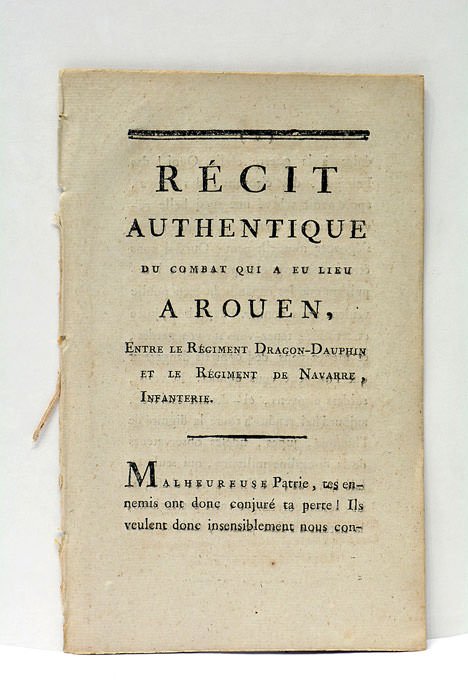 RÉCIT
AUTHENTIQUE
DU COMBAT QUI A EU LIEU
A ROUEN,
ENTRE LE RÉGIMENT DRAGON-DAUPHIN
ET LE RÉGIMENT DE NAVARRE,
INFANTERIE.
MALHEUREUSE Patrie, tes en-
nemis ont donc conjuré ta perte! Ils
veulent donc insensiblement nous con-